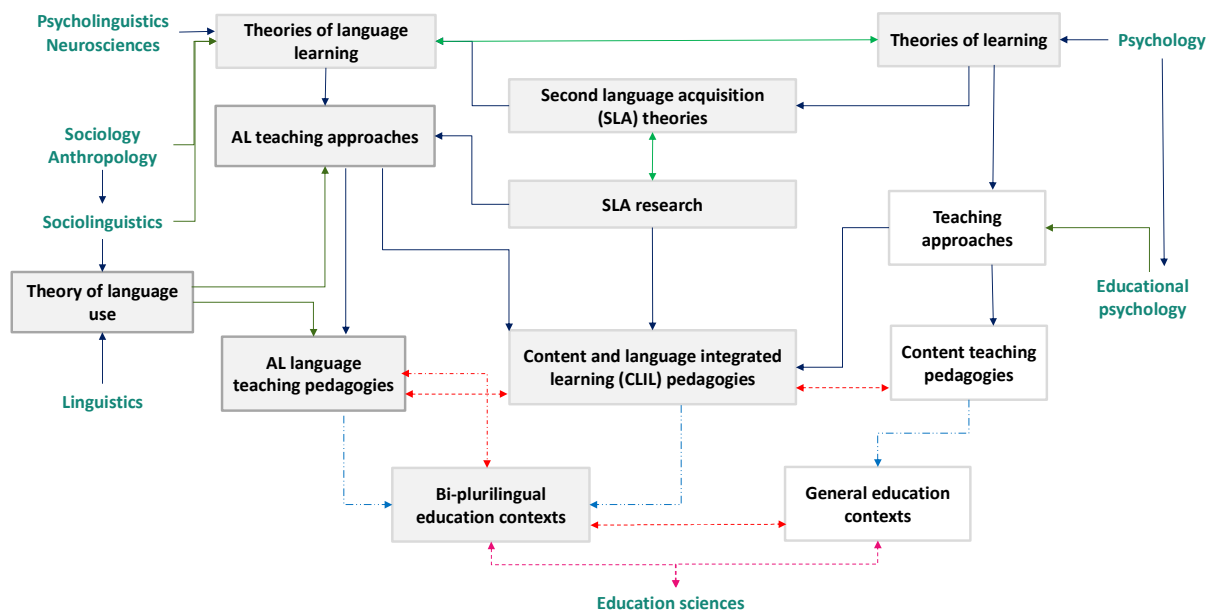 Psycholinguistics
Neurosciences
Theories of language
learning
Theories of learning
Psychology
Second language acquisition
(SLA) theories
AL teaching approaches
Sociology
Anthropology
SLA research
Sociolinguistics
Teaching
approaches
Theory of language
use
Educational
psychology
AL language
teaching pedagogies
Content and language integrated
learning (CLIL) pedagogies
Content teaching
pedagogies
Linguistics
Bi-plurilingual
education contexts
General education
contexts
Education sciences